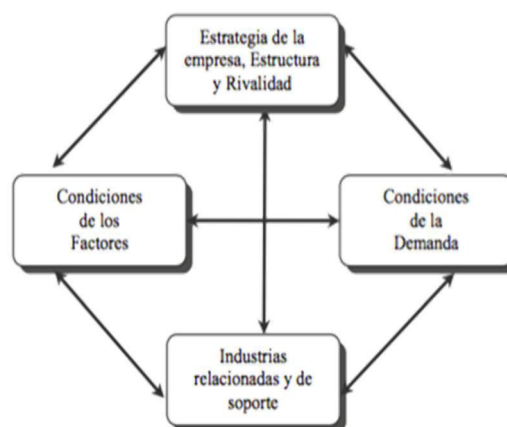 Estrategia de la
empresa, Estructura
y Rivalidad
Condiciones
de los
Factores
Condiciones
de la
Demanda
Industrias
relacionadas y de
soporte